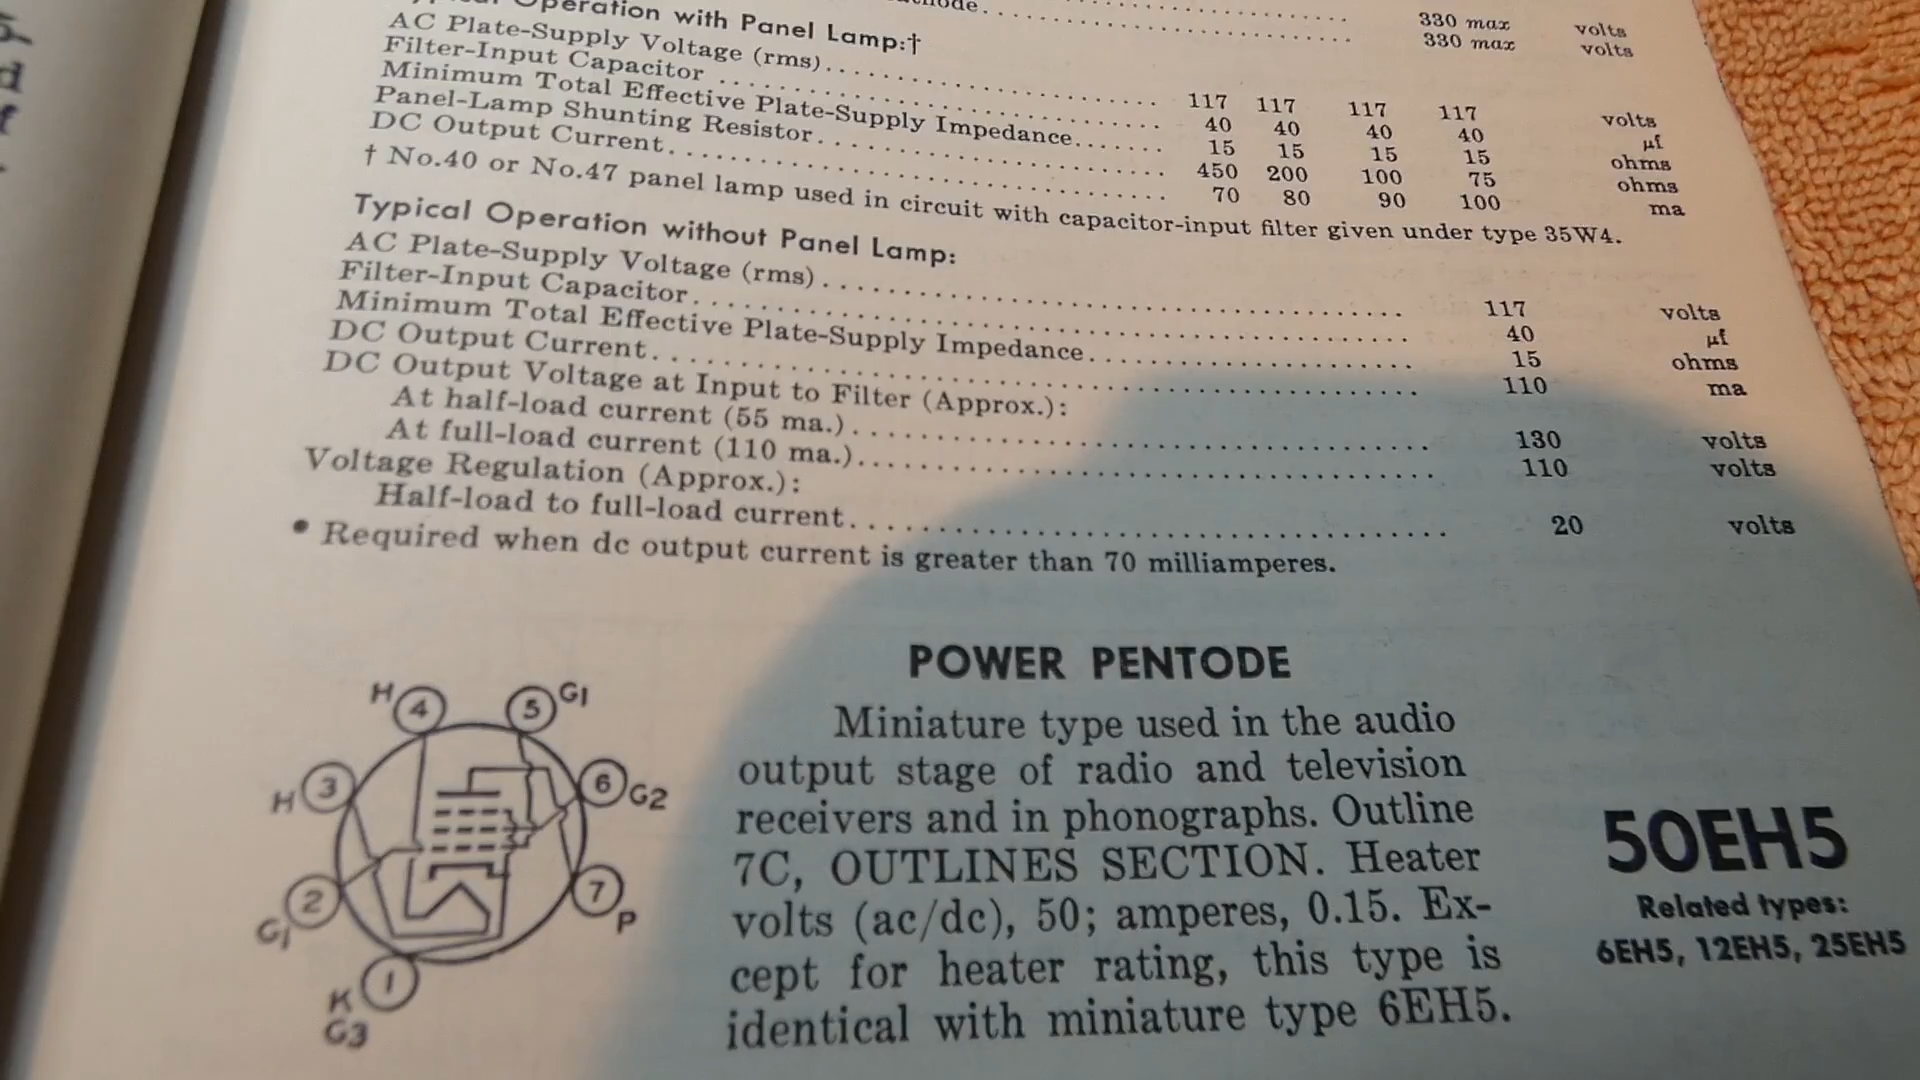 330 max volts
330 max volts
Operation with Panel Lamp:†
AC Plate-Supply Voltage (rms) 117 117 117 117 volts
Filter-Input Capacitor 40 40 40 40 µf
Minimum Total Effective Plate-Supply Impedance 15 15 15 15 ohms
Panel-Lamp Shunting Resistor 450 200 100 75 ohms
DC Output Current 70 80 90 100 ma
† No.40 or No.47 panel lamp used in circuit with capacitor-input filter given under type 35W4.
Typical Operation without Panel Lamp:
AC Plate-Supply Voltage (rms) 117 volts
Filter-Input Capacitor 40 µf
Minimum Total Effective Plate-Supply Impedance 15 ohms
DC Output Current 110 ma
DC Output Voltage at Input to Filter (Approx.):
At half-load current (55 ma.) 130 volts
At full-load current (110 ma.) 110 volts
Voltage Regulation (Approx.):
Half-load to full-load current 20 volts
• Required when dc output current is greater than 70 milliamperes.
H 4 5 G1
H 3 6 G2
G1 2 7 P
K 1
G3
POWER PENTODE
Miniature type used in the audio
output stage of radio and television
receivers and in phonographs. Outline
7C, OUTLINES SECTION. Heater
volts (ac/dc), 50; amperes, 0.15. Ex-
cept for heater rating, this type is
identical with miniature type 6EH5.
50EH5
Related types:
6EH5, 12EH5, 25EH5